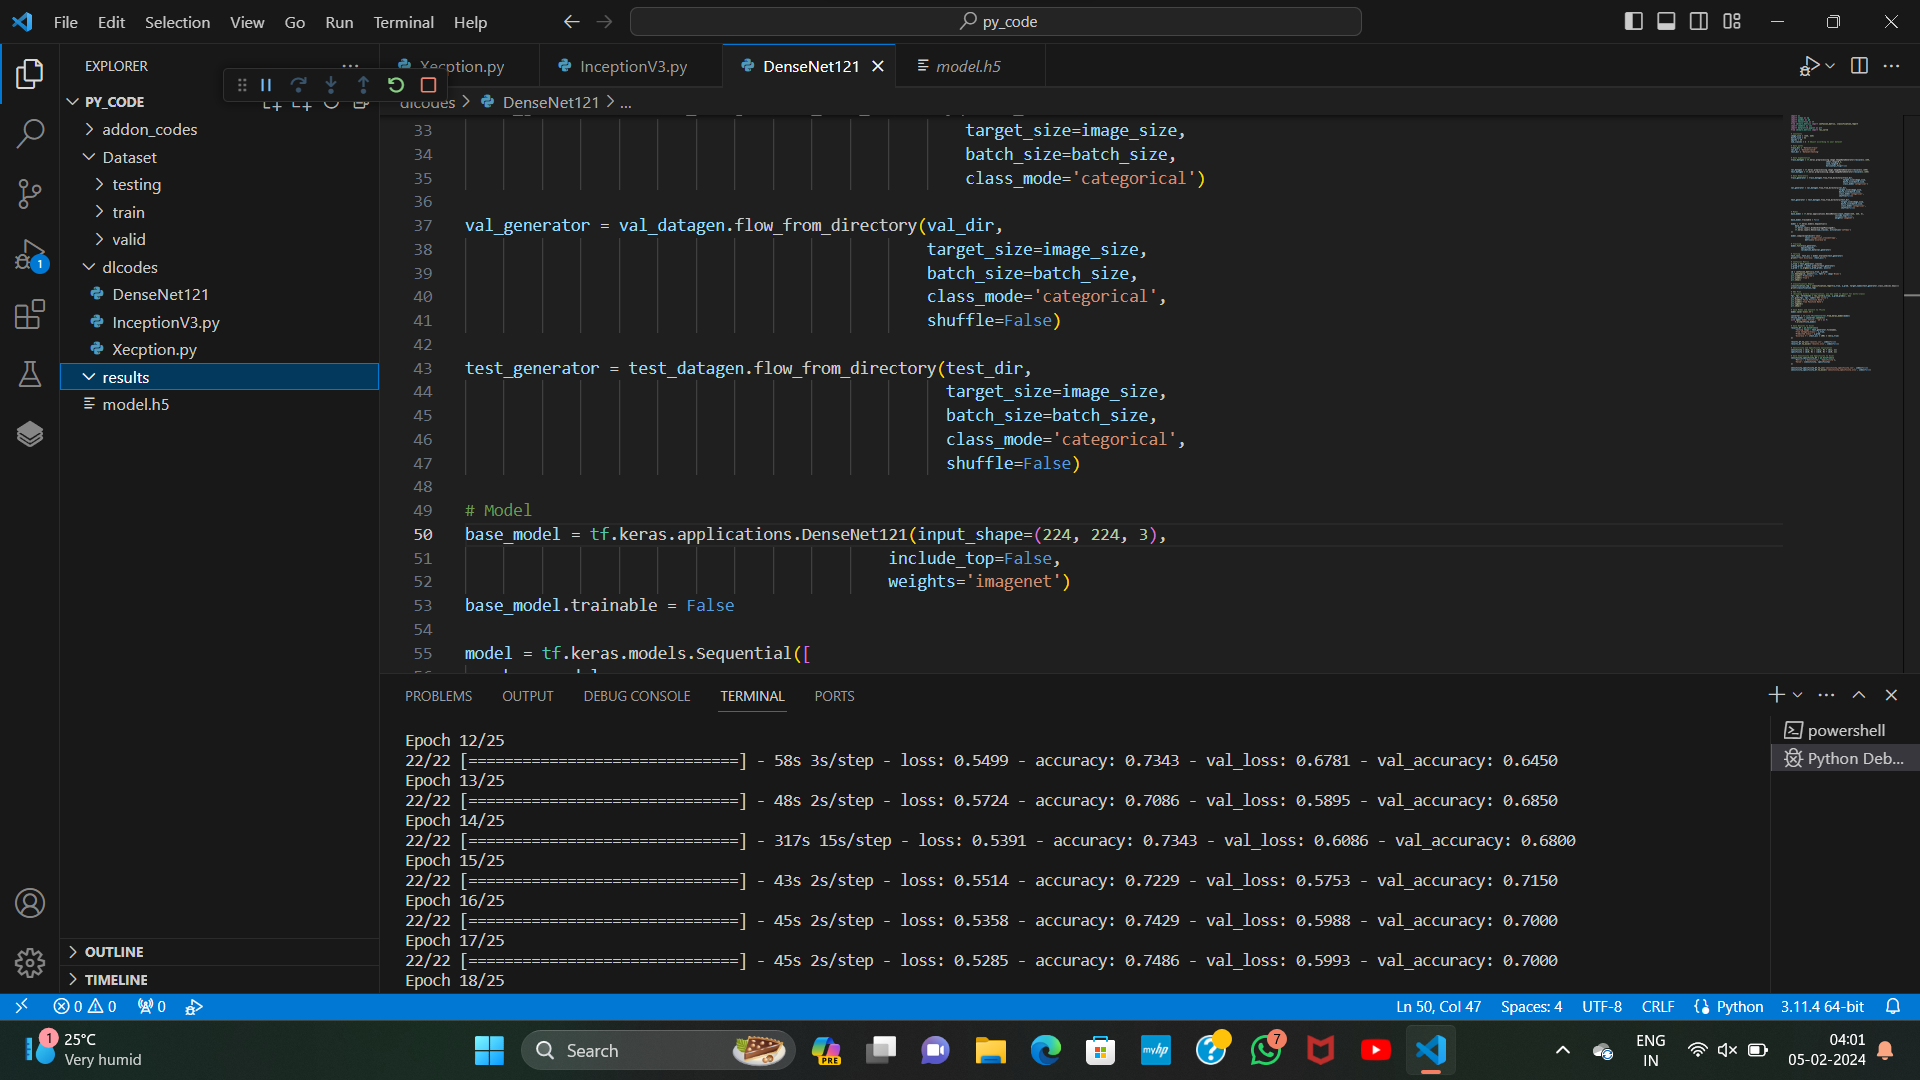 File Edit Selection View Go Run Terminal Help
py_code
EXPLORER
Xecption.py
InceptionV3.py
DenseNet121
model.h5
PY_CODE
dlcodes > DenseNet121 > ...
addon_codes
Dataset
testing
train
valid
dlcodes
DenseNet121
InceptionV3.py
Xecption.py
results
model.h5
1
OUTLINE
TIMELINE
33 target_size=image_size,
34 batch_size=batch_size,
35 class_mode='categorical')
36
37 val_generator = val_datagen.flow_from_directory(val_dir,
38 target_size=image_size,
39 batch_size=batch_size,
40 class_mode='categorical',
41 shuffle=False)
42
43 test_generator = test_datagen.flow_from_directory(test_dir,
44 target_size=image_size,
45 batch_size=batch_size,
46 class_mode='categorical',
47 shuffle=False)
48
49 # Model
50 base_model = tf.keras.applications.DenseNet121(input_shape=(224, 224, 3),
51 include_top=False,
52 weights='imagenet')
53 base_model.trainable = False
54
55 model = tf.keras.models.Sequential([
PROBLEMS OUTPUT DEBUG CONSOLE TERMINAL PORTS
powershell
Python Deb...
Epoch 12/25
22/22 [==============================] - 58s 3s/step - loss: 0.5499 - accuracy: 0.7343 - val_loss: 0.6781 - val_accuracy: 0.6450
Epoch 13/25
22/22 [==============================] - 48s 2s/step - loss: 0.5724 - accuracy: 0.7086 - val_loss: 0.5895 - val_accuracy: 0.6850
Epoch 14/25
22/22 [==============================] - 317s 15s/step - loss: 0.5391 - accuracy: 0.7343 - val_loss: 0.6086 - val_accuracy: 0.6800
Epoch 15/25
22/22 [==============================] - 43s 2s/step - loss: 0.5514 - accuracy: 0.7229 - val_loss: 0.5753 - val_accuracy: 0.7150
Epoch 16/25
22/22 [==============================] - 45s 2s/step - loss: 0.5358 - accuracy: 0.7429 - val_loss: 0.5988 - val_accuracy: 0.7000
Epoch 17/25
22/22 [==============================] - 45s 2s/step - loss: 0.5285 - accuracy: 0.7486 - val_loss: 0.5993 - val_accuracy: 0.7000
Epoch 18/25
0 0 0
Ln 50, Col 47 Spaces: 4 UTF-8 CRLF Python 3.11.4 64-bit
1
25°C
Very humid
Search
PRE
myhp
7
ENG
IN
04:01
05-02-2024